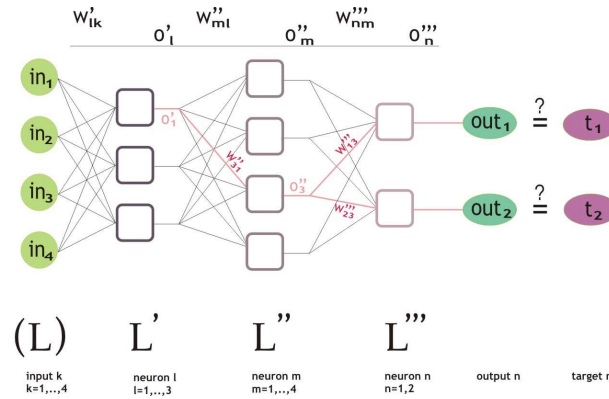 W'lk W''ml W'''nm
O'l O''m O'''n
in1
in2
in3
in4
O'1
W''31
O''3
W'''13
W'''23
out1 ? = t1
out2 ? = t2
(L) L' L'' L'''
input k neuron l neuron m neuron n output n target n
k=1,..,4 l=1,..,3 m=1,..,4 n=1,2